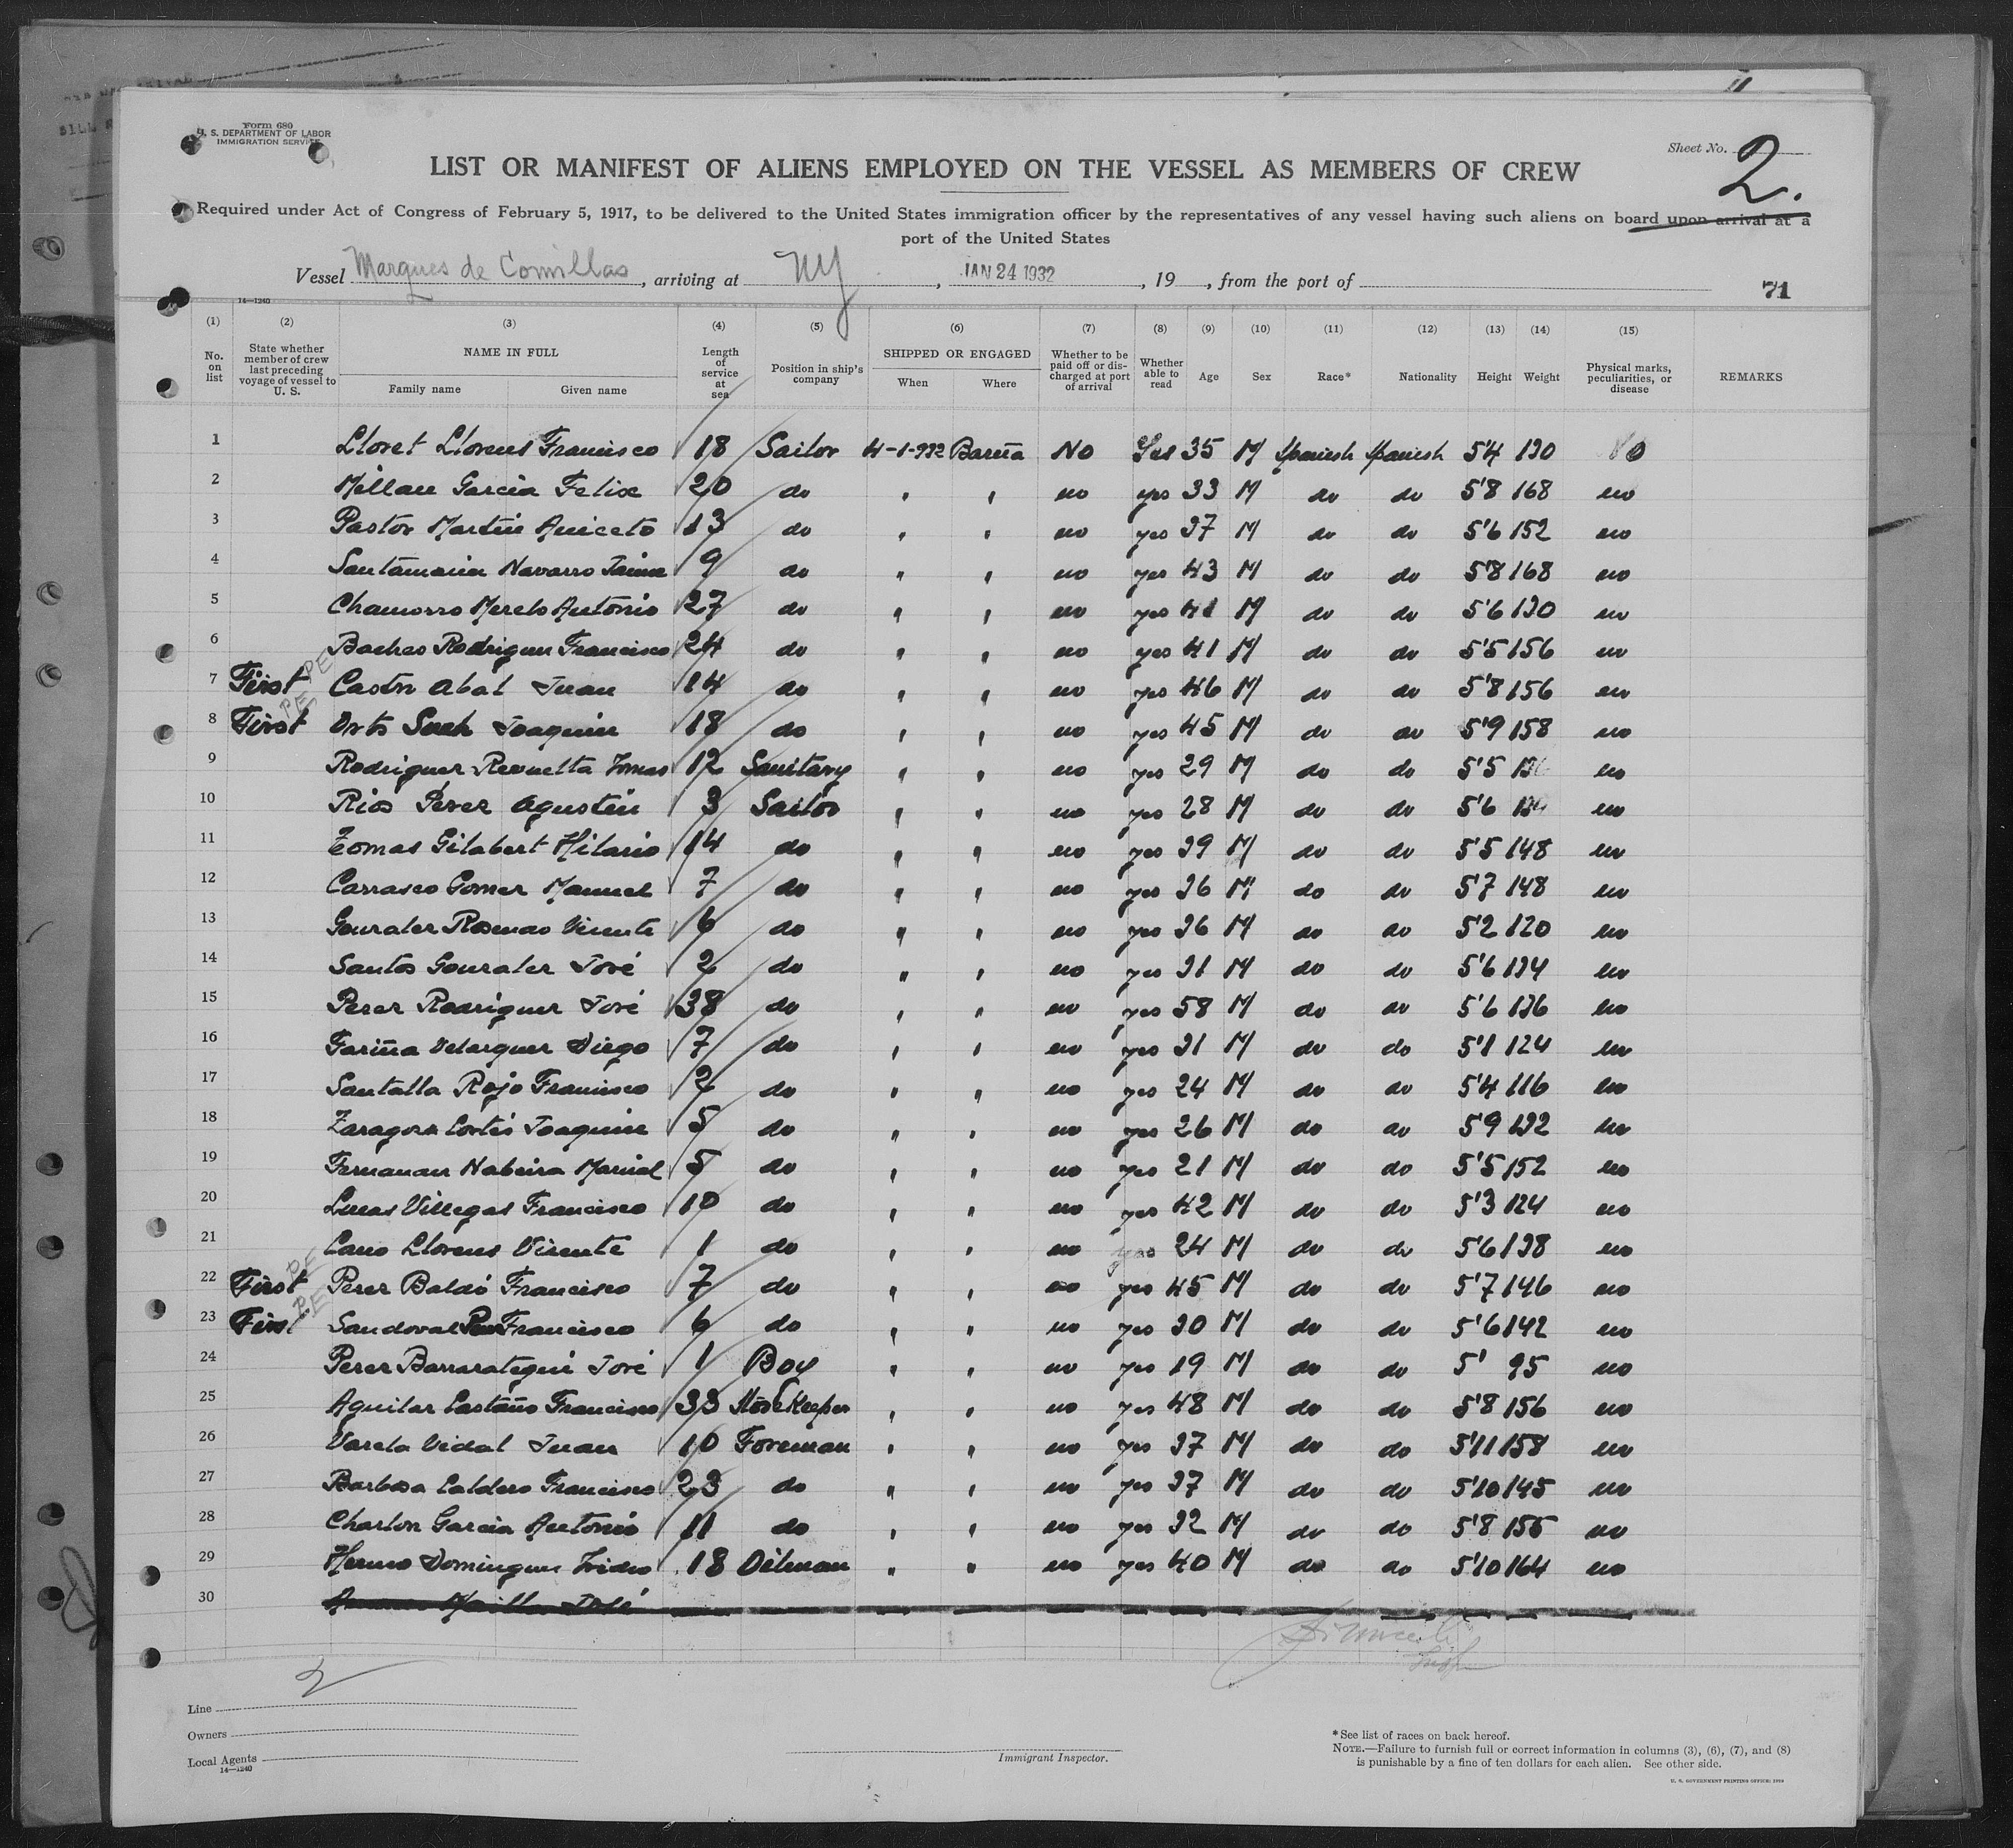 Form 680
U. S. DEPARTMENT OF LABOR
IMMIGRATION SERVICE
Sheet No. 2.
LIST OR MANIFEST OF ALIENS EMPLOYED ON THE VESSEL AS MEMBERS OF CREW
Required under Act of Congress of February 5, 1917, to be delivered to the United States immigration officer by the representatives of any vessel having such aliens on board upon arrival at a
port of the United States
Vessel Marques de Comillas, arriving at NY, JAN 24 1932, 19 , from the port of
71
14—1240
(1) (2) (3) (4) (5) (6) (7) (8) (9) (10) (11) (12) (13) (14) (15)
No. on list State whether member of crew last preceding voyage of vessel to U. S. NAME IN FULL Family name Given name Length of service at sea Position in ship's company SHIPPED OR ENGAGED When Where Whether to be paid off or discharged at port of arrival Whether able to read Age Sex Race* Nationality Height Weight Physical marks, peculiarities, or disease REMARKS
1 Lloret Llorens Francisco 18 Sailor 4-1-932 Barña No Yes 35 M Spanish Spanish 5'4 130 No
2 Millan Garcia Felix 20 do " " no yes 33 M do do 5'8 168 no
3 Pastor Martin Aniceto 13 do " " no yes 37 M do do 5'6 152 no
4 Santamaria Navarro Jaime 9 do " " no yes 43 M do do 5'8 168 no
5 Chamorro Merelo Antonio 27 do " " no yes 41 M do do 5'6 130 no
6 Rodriguez Francisco 24 do " " no yes 41 M do do 5'5 156 no
7 First Castro Abal Juan 14 do " " no yes 46 M do do 5'8 156 no
8 First Orts Such Joaquin 18 do " " no yes 45 M do do 5'9 158 no
9 Rodriguez Revuelta Tomas 12 Sanitary " " no yes 29 M do do 5'5 no
10 Rios Perez Agustin 3 Sailor " " no yes 28 M do do 5'6 no
11 Zomas Gilabert Hilario 14 do " " no yes 39 M do do 5'5 148 no
12 Carrasco Gomez Manuel 7 do " " no yes 36 M do do 5'7 148 no
13 Gonzalez Rosendo Vicente 6 do " " no yes 36 M do do 5'2 120 no
14 Santos Gonzalez José 2 do " " no yes 31 M do do 5'6 134 no
15 Perez Rodriguez José 38 do " " no yes 58 M do do 5'6 136 no
16 Fariña Velazquez Diego 7 do " " no yes 31 M do do 5'1 124 no
17 Santalla Rojo Francisco 2 do " " no yes 24 M do do 5'4 116 no
18 Zaragoza Cortés Joaquin 5 do " " no yes 26 M do do 5'9 132 no
19 Fernandez Nabeira Marcial 5 do " " no yes 21 M do do 5'5 152 no
20 Lucas Villegas Francisco 10 do " " no yes 42 M do do 5'3 124 no
21 Cano Llorens Vicente 1 do " " no yes 24 M do do 5'6 138 no
22 First Perez Baldó Francisco 7 do " " no yes 45 M do do 5'7 146 no
23 First Sandoval Francisco 6 do " " no yes 30 M do do 5'6 142 no
24 Perez Barrarategui José 1 Boy " " no yes 19 M do do 5' 95 no
25 Aguilar Castaño Francisco 33 StoreKeeper " " no yes 48 M do do 5'8 156 no
26 Varela Vidal Juan 10 Foreman " " no yes 37 M do do 5'11 158 no
27 Barbosa Caldero Francisco 23 do " " no yes 37 M do do 5'10 145 no
28 Charlon Garcia Antonio 11 do " " no yes 32 M do do 5'8 155 no
29 Hermo Dominguez Isidro 18 Oilman " " no yes 40 M do do 5'10 164 no
30 José
Line
Owners
Local Agents
14—1240
Immigrant Inspector.
* See list of races on back hereof.
NOTE.—Failure to furnish full or correct information in columns (3), (6), (7), and (8)
is punishable by a fine of ten dollars for each alien. See other side.